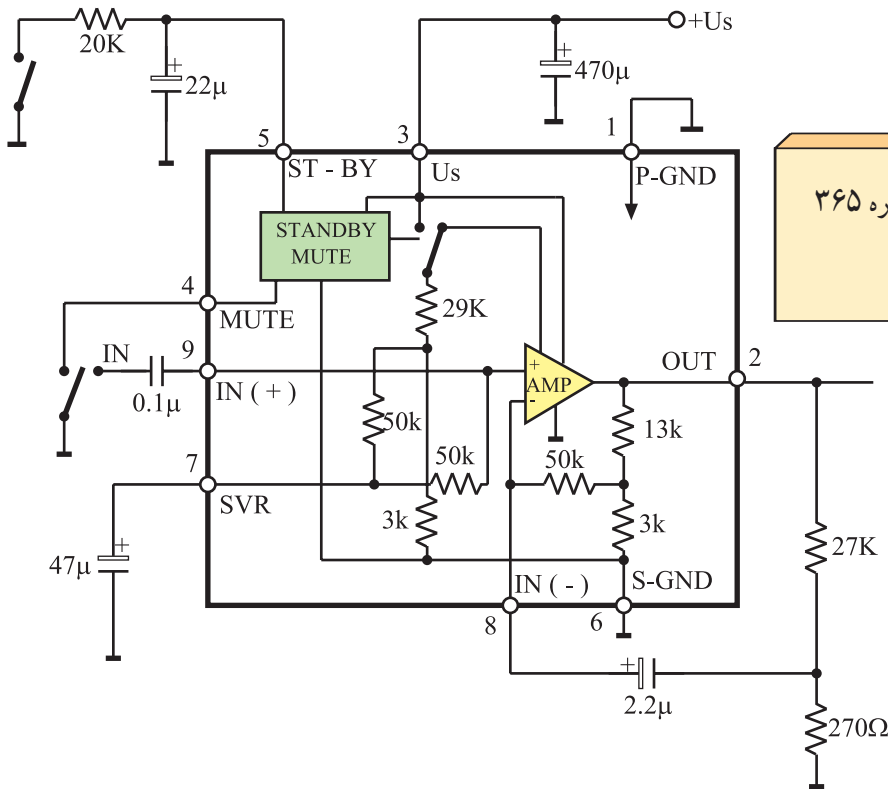 20K
+
22µ
+Us
+
470µ
5
3
1
ST - BY
Us
P-GND
STANDBY
MUTE
ره ۳۶۵
4
MUTE
29K
IN
9
0.1µ
IN ( + )
+
AMP
-
OUT
2
50k
13k
50k
50k
7
SVR
3k
3k
27K
47µ
+
IN ( - )
S-GND
8
6
+
2.2µ
270Ω